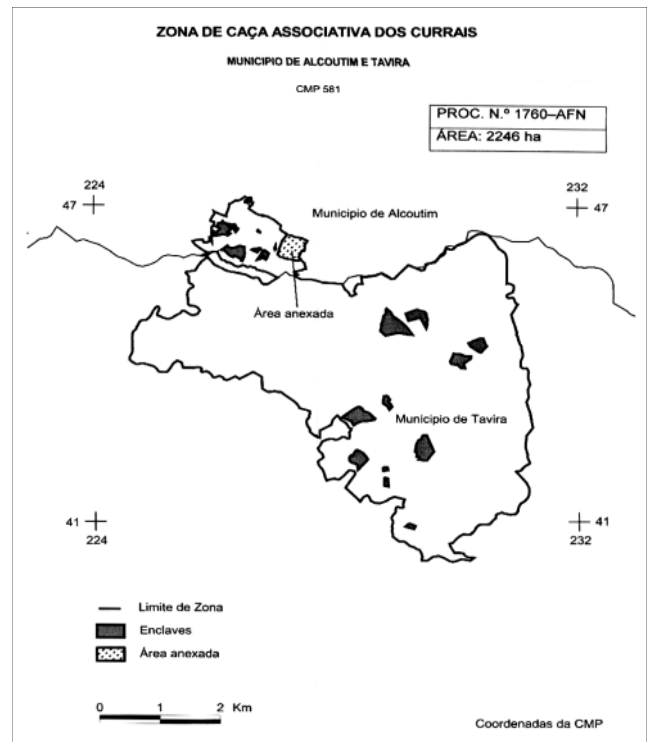 ZONA DE CAÇA ASSOCIATIVA DOS CURRAIS
MUNICIPIO DE ALCOUTIM E TAVIRA
CMP 581
PROC. N.º 1760–AFN
ÁREA: 2246 ha
224
47
232
47
Municipio de Alcoutim
Área anexada
Municipio de Tavira
41
224
41
232
Limite de Zona
Enclaves
Área anexada
0 1 2 Km
Coordenadas da CMP